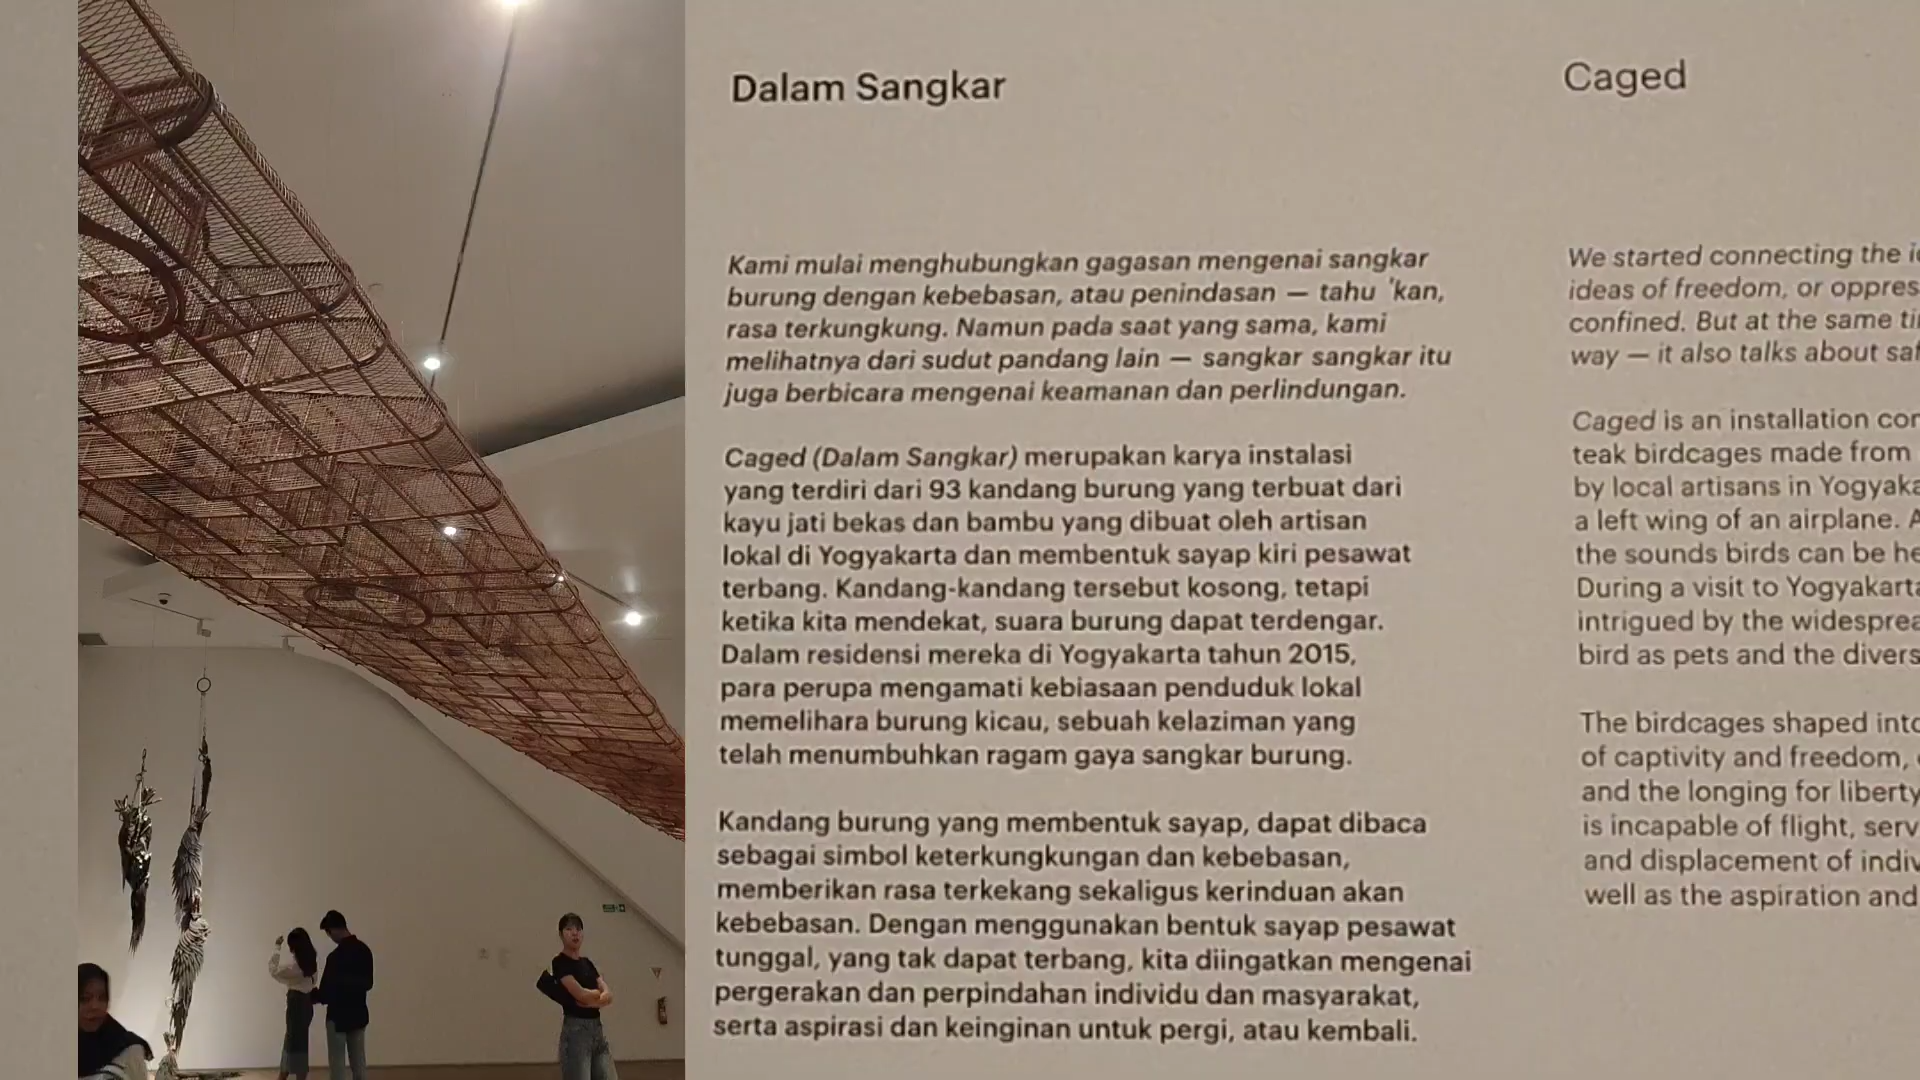 Dalam Sangkar
Kami mulai menghubungkan gagasan mengenai sangkar
burung dengan kebebasan, atau penindasan — tahu 'kan,
rasa terkungkung. Namun pada saat yang sama, kami
melihatnya dari sudut pandang lain — sangkar sangkar itu
juga berbicara mengenai keamanan dan perlindungan.
Caged (Dalam Sangkar) merupakan karya instalasi
yang terdiri dari 93 kandang burung yang terbuat dari
kayu jati bekas dan bambu yang dibuat oleh artisan
lokal di Yogyakarta dan membentuk sayap kiri pesawat
terbang. Kandang-kandang tersebut kosong, tetapi
ketika kita mendekat, suara burung dapat terdengar.
Dalam residensi mereka di Yogyakarta tahun 2015,
para perupa mengamati kebiasaan penduduk lokal
memelihara burung kicau, sebuah kelaziman yang
telah menumbuhkan ragam gaya sangkar burung.
Kandang burung yang membentuk sayap, dapat dibaca
sebagai simbol keterkungkungan dan kebebasan,
memberikan rasa terkekang sekaligus kerinduan akan
kebebasan. Dengan menggunakan bentuk sayap pesawat
tunggal, yang tak dapat terbang, kita diingatkan mengenai
pergerakan dan perpindahan individu dan masyarakat,
serta aspirasi dan keinginan untuk pergi, atau kembali.
Caged
We started connecting the
ideas of freedom, or
confined. But at the same
way — it also talks about
Caged is an installation
teak birdcages made from
by local artisans in
a left wing of an airplane.
the sounds birds can be
During a visit to Yogyakarta
intrigued by the
bird as pets and the
The birdcages shaped
of captivity and freedom,
and the longing for liberty
is incapable of flight,
and displacement of
well as the aspiration and